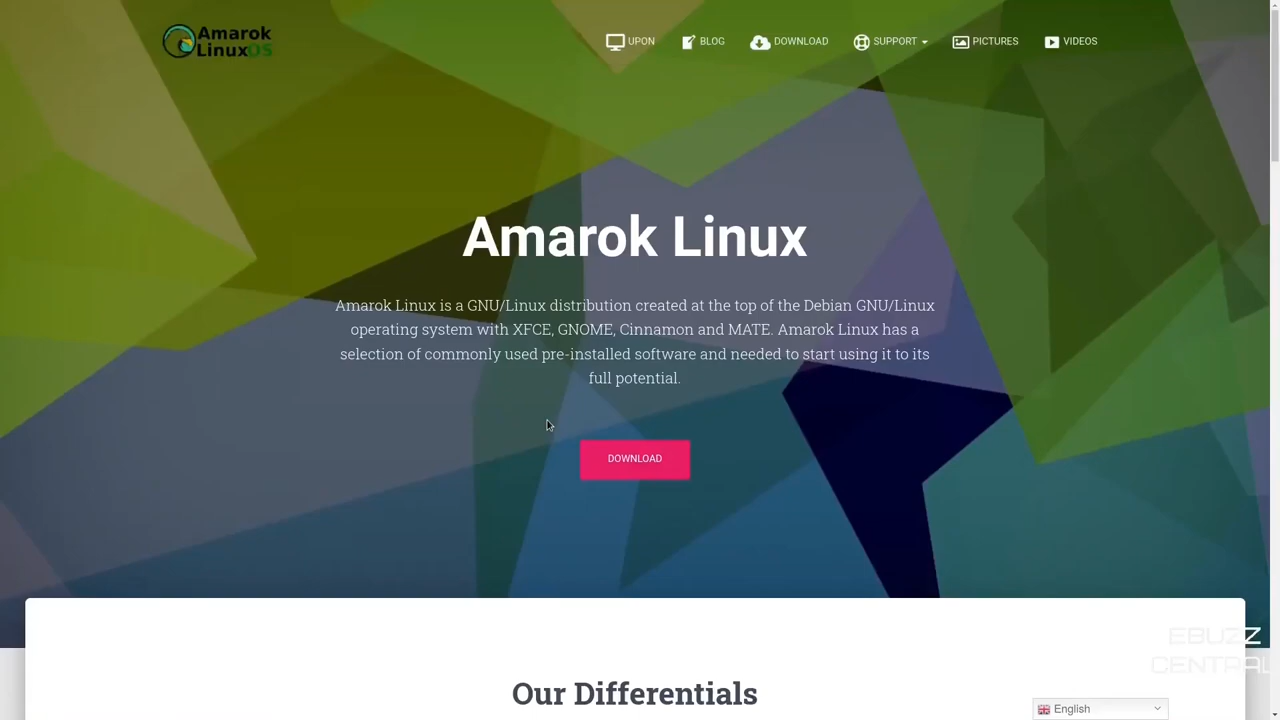 Amarok
LinuxOS
UPON
BLOG
DOWNLOAD
SUPPORT
PICTURES
VIDEOS
Amarok Linux
Amarok Linux is a GNU/Linux distribution created at the top of the Debian GNU/Linux
operating system with XFCE, GNOME, Cinnamon and MATE. Amarok Linux has a
selection of commonly used pre-installed software and needed to start using it to its
full potential.
DOWNLOAD
Our Differentials
EBUZZ
CENTRAL
English